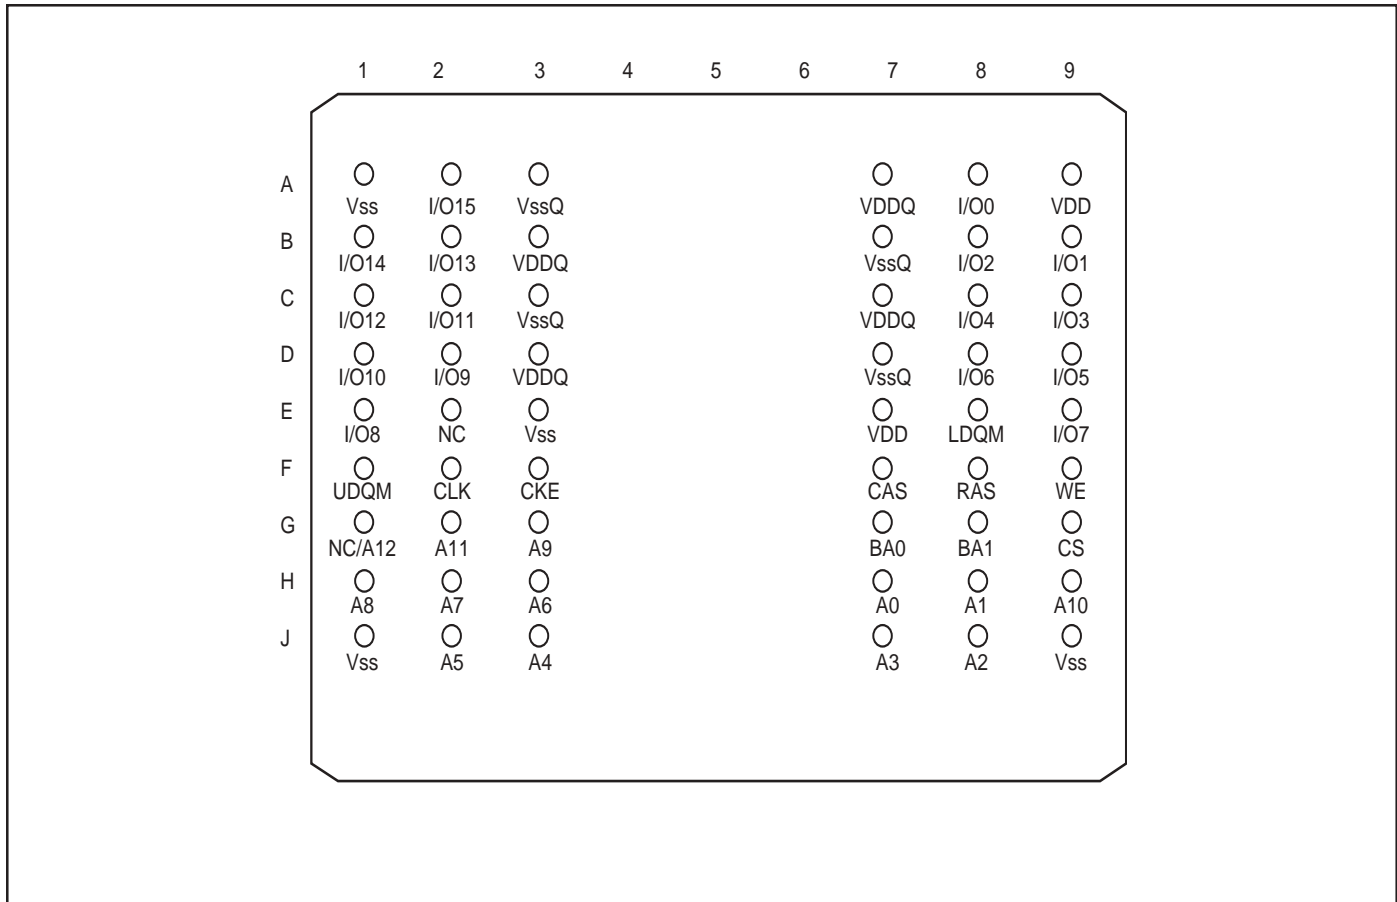 1 2 3 4 5 6 7 8 9
A
Vss I/O15 VssQ VDDQ I/O0 VDD
B
I/O14 I/O13 VDDQ VssQ I/O2 I/O1
C
I/O12 I/O11 VssQ VDDQ I/O4 I/O3
D
I/O10 I/O9 VDDQ VssQ I/O6 I/O5
E
I/O8 NC Vss VDD LDQM I/O7
F
UDQM CLK CKE CAS RAS WE
G
NC/A12 A11 A9 BA0 BA1 CS
H
A8 A7 A6 A0 A1 A10
J
Vss A5 A4 A3 A2 Vss